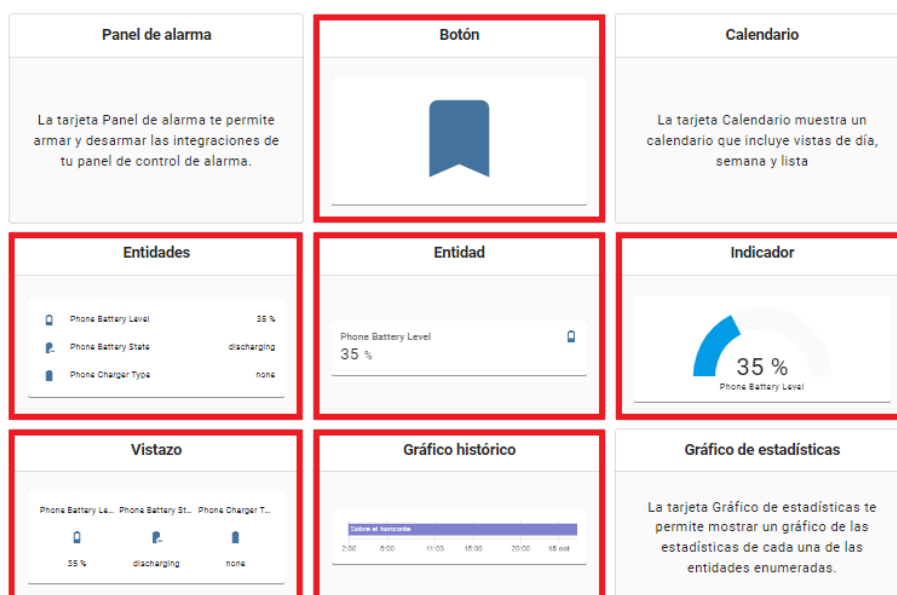 Panel de alarma
Botón
Calendario
La tarjeta Panel de alarma te permite
armar y desarmar las integraciones de
tu panel de control de alarma.
La tarjeta Calendario muestra un
calendario que incluye vistas de día,
semana y lista
Entidades
Entidad
Indicador
Phone Battery Level 35 %
Phone Battery State discharging
Phone Charger Type none
Phone Battery Level
35 %
35 %
Phone Battery Level
Vistazo
Gráfico histórico
Gráfico de estadísticas
Phone Battery Le... Phone Battery St... Phone Charger T...
35 % discharging none
Sobre el horizonte
2:00 6:00 11:00 15:00 20:00 18 oct
La tarjeta Gráfico de estadísticas te
permite mostrar un gráfico de las
estadísticas de cada una de las
entidades enumeradas.